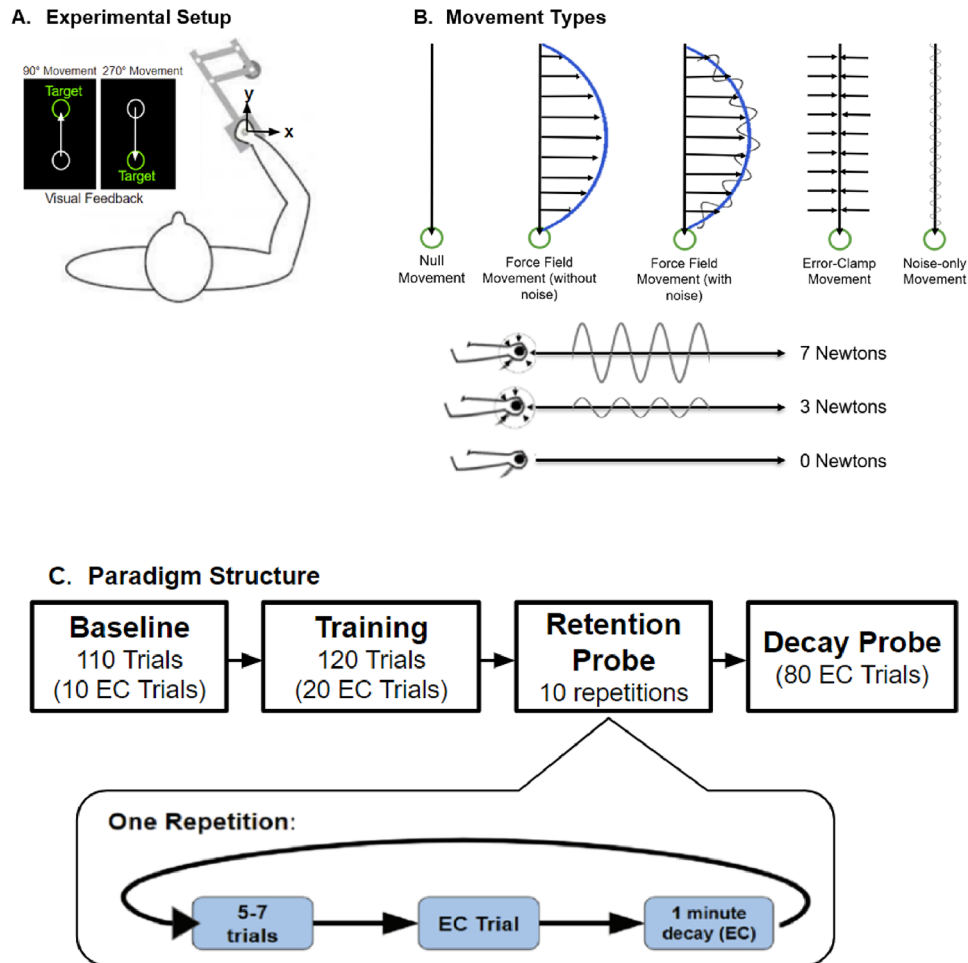 A. Experimental Setup
90° Movement 270° Movement
Target
Target
Visual Feedback
y
x
B. Movement Types
Null
Movement
Force Field
Movement (without
noise)
Force Field
Movement (with
noise)
Error-Clamp
Movement
Noise-only
Movement
7 Newtons
3 Newtons
0 Newtons
C. Paradigm Structure
Baseline
110 Trials
(10 EC Trials)
Training
120 Trials
(20 EC Trials)
Retention
Probe
10 repetitions
Decay Probe
(80 EC Trials)
One Repetition:
5-7
trials
EC Trial
1 minute
decay (EC)